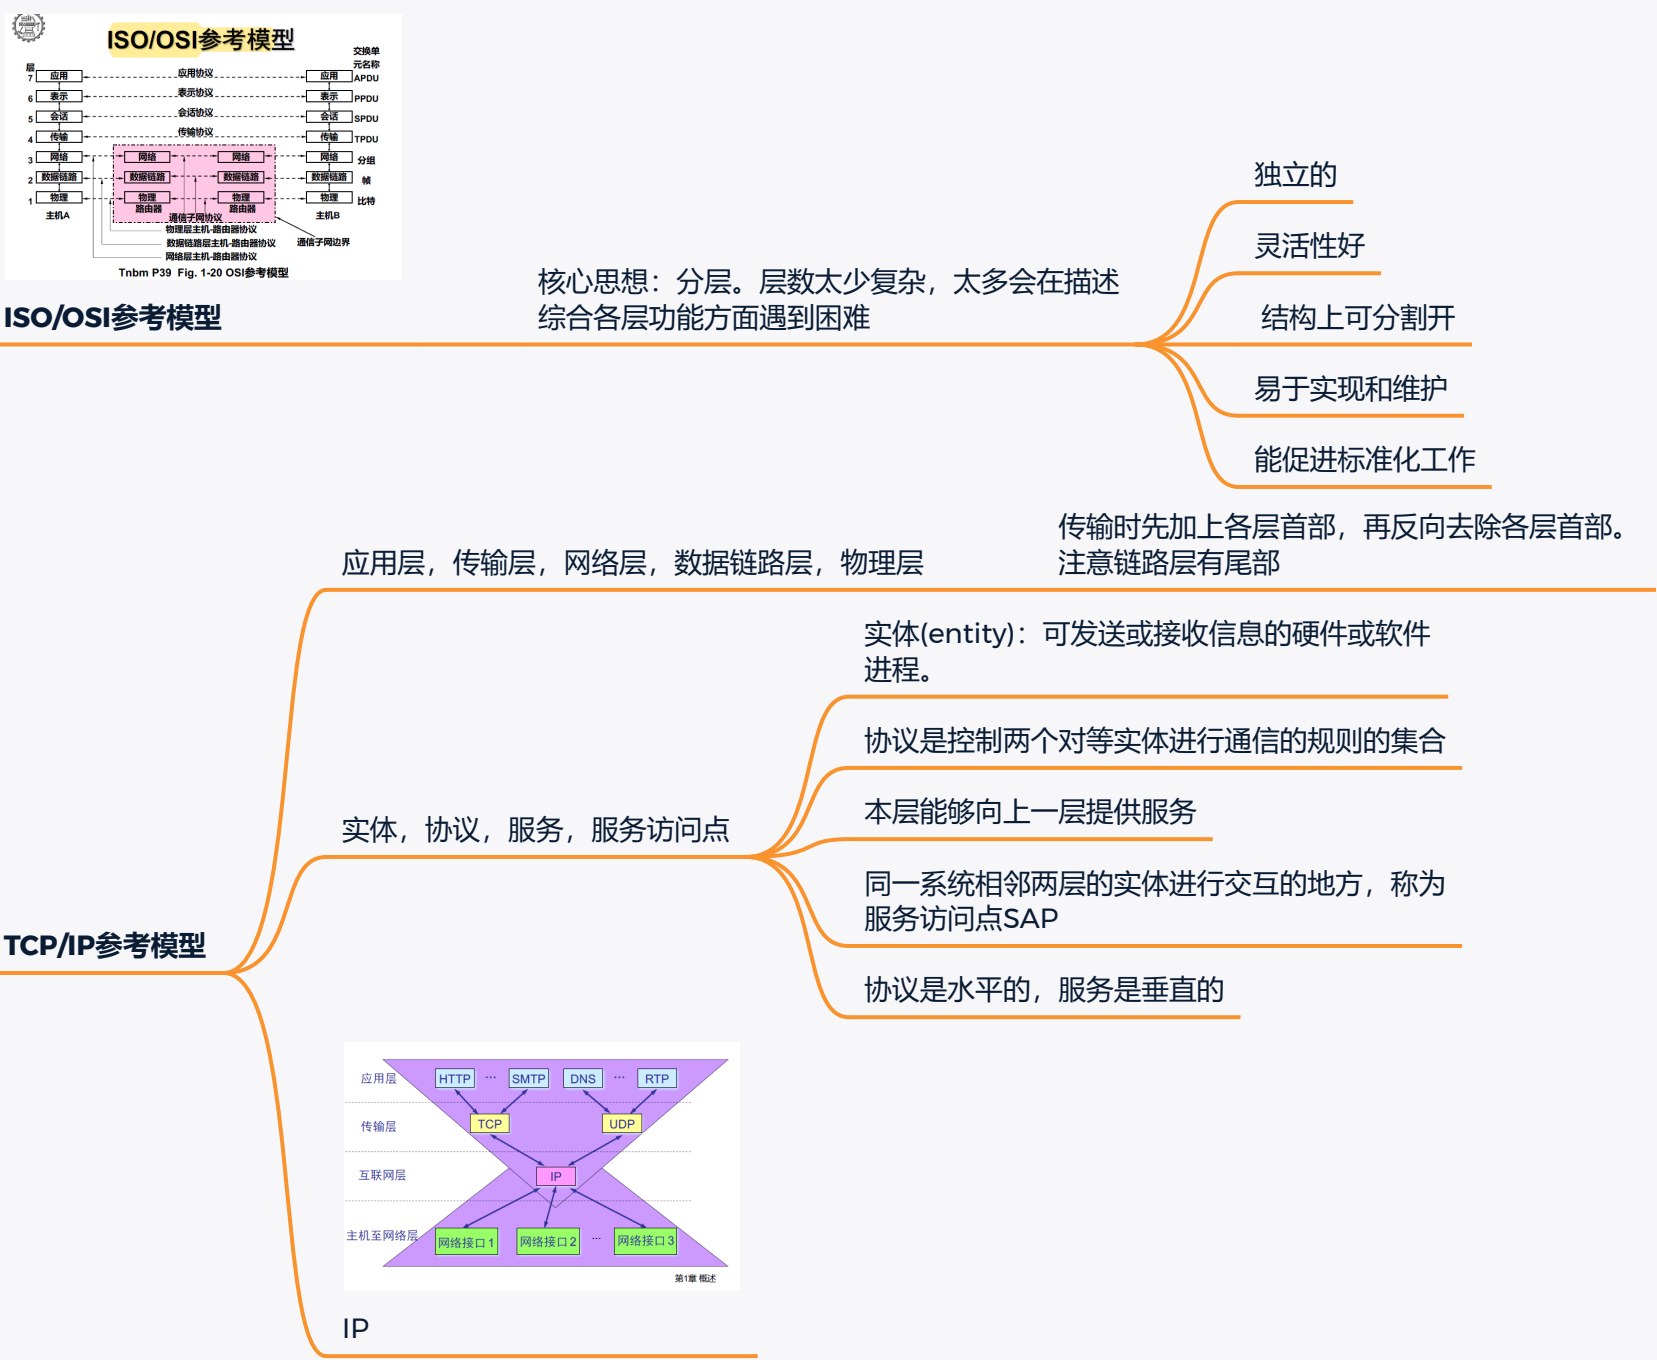 ISO/OSI参考模型
交换单
元名称
层
7 应用 应用协议 应用 APDU
6 表示 表示协议 表示 PPDU
5 会话 会话协议 会话 SPDU
4 传输 传输协议 传输 TPDU
3 网络 网络 网络 网络 分组
2 数据链路 数据链路 数据链路 数据链路 帧
1 物理 物理 物理 物理 比特
主机A 路由器 路由器 主机B
通信子网协议
物理层主机-路由器协议
数据链路层主机-路由器协议 通信子网边界
网络层主机-路由器协议
Tnbm P39 Fig. 1-20 OSI参考模型
ISO/OSI参考模型
核心思想：分层。层数太少复杂，太多会在描述
综合各层功能方面遇到困难
独立的
灵活性好
结构上可分割开
易于实现和维护
能促进标准化工作
TCP/IP参考模型
应用层，传输层，网络层，数据链路层，物理层
传输时先加上各层首部，再反向去除各层首部。
注意链路层有尾部
实体，协议，服务，服务访问点
实体(entity)：可发送或接收信息的硬件或软件
进程。
协议是控制两个对等实体进行通信的规则的集合
本层能够向上一层提供服务
同一系统相邻两层的实体进行交互的地方，称为
服务访问点SAP
协议是水平的，服务是垂直的
应用层 HTTP … SMTP DNS … RTP
传输层 TCP UDP
互联网层 IP
主机至网络层 网络接口1 网络接口2 … 网络接口3
第1章 概述
IP